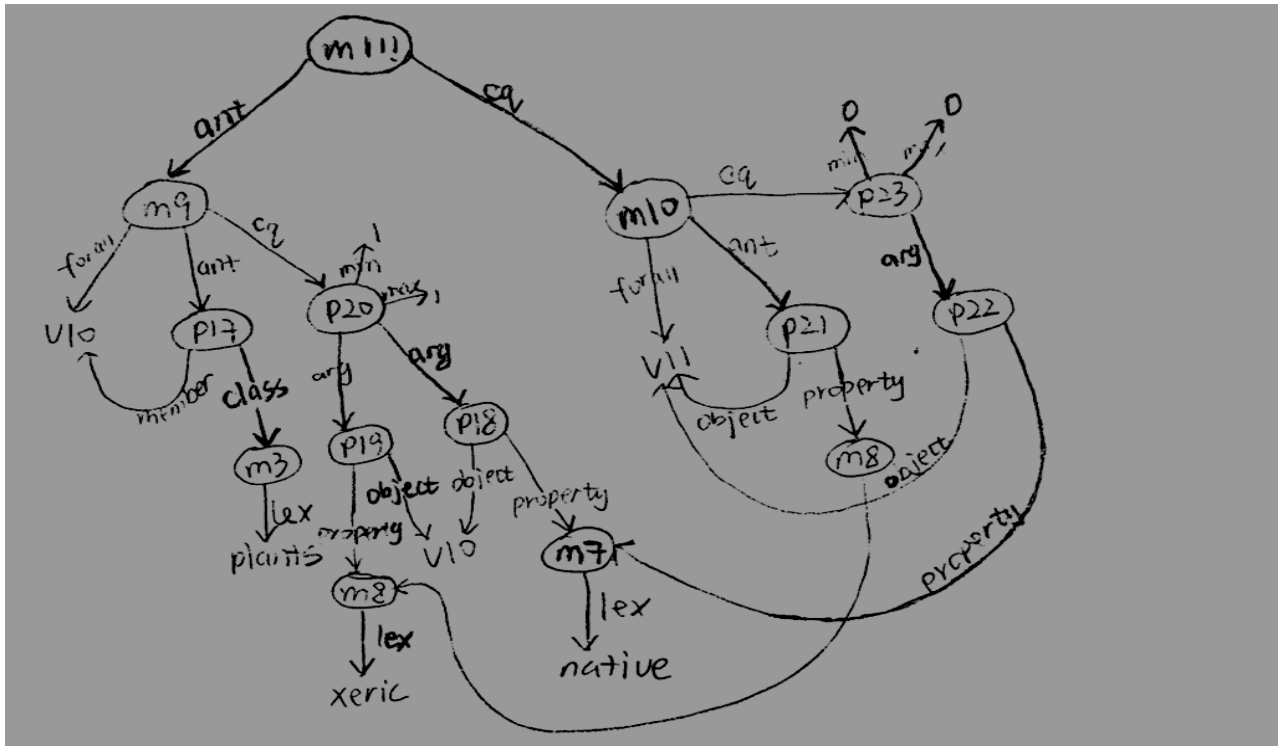 m11!
ant
cq
0
0
min
m9
cq
m10
p23
forall
ant
cq
1
min
max
1
forall
ant
arg
V10
p17
p20
p21
p22
member
class
arg
arg
V11
object
property
m3
p19
p18
m8
object
lex
object
object
property
plants
property
V10
m7
property
m8
lex
lex
native
xeric